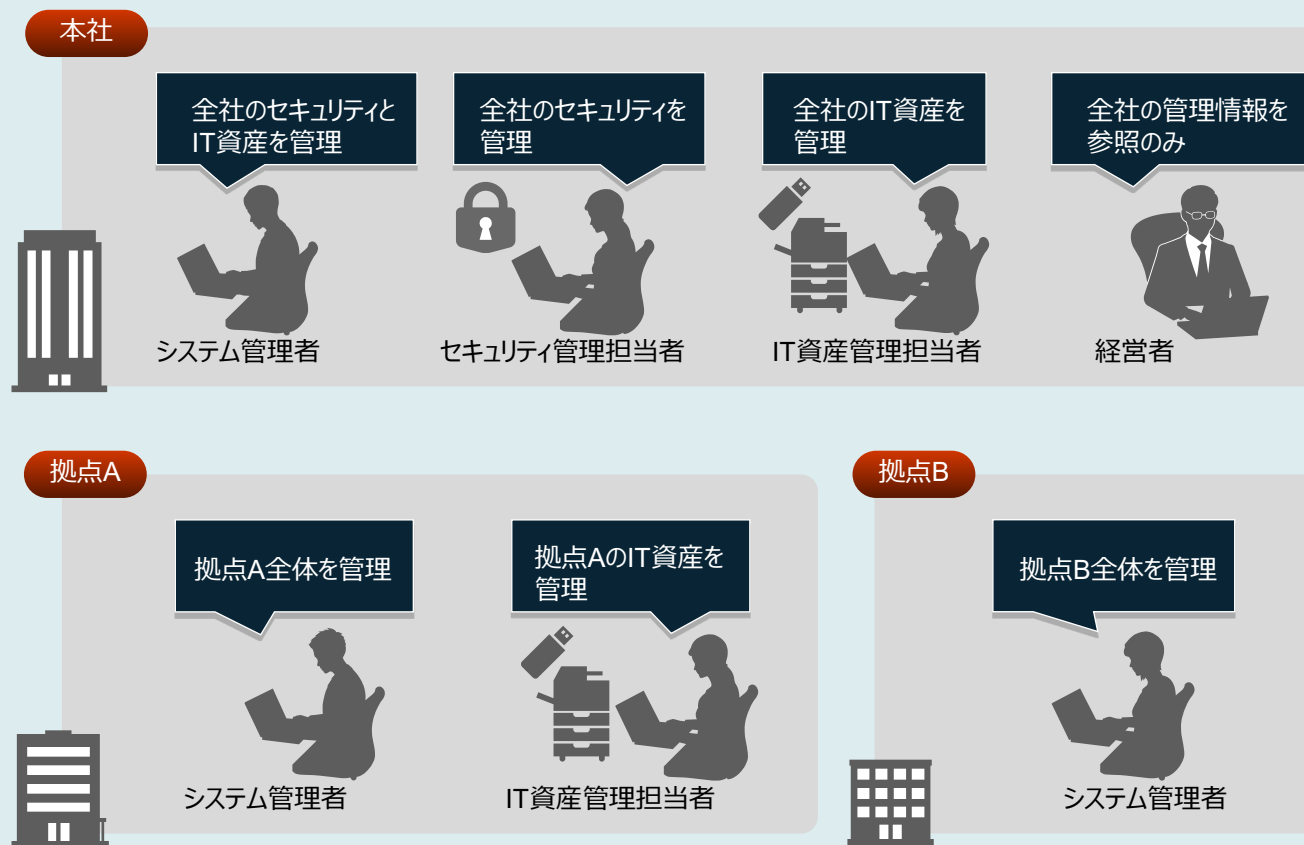 本社
全社のセキュリティと
IT資産を管理
全社のセキュリティを
管理
全社のIT資産を
管理
全社の管理情報を
参照のみ
システム管理者
セキュリティ管理担当者
IT資産管理担当者
経営者
拠点A
拠点A全体を管理
拠点AのIT資産を
管理
システム管理者
IT資産管理担当者
拠点B
拠点B全体を管理
システム管理者